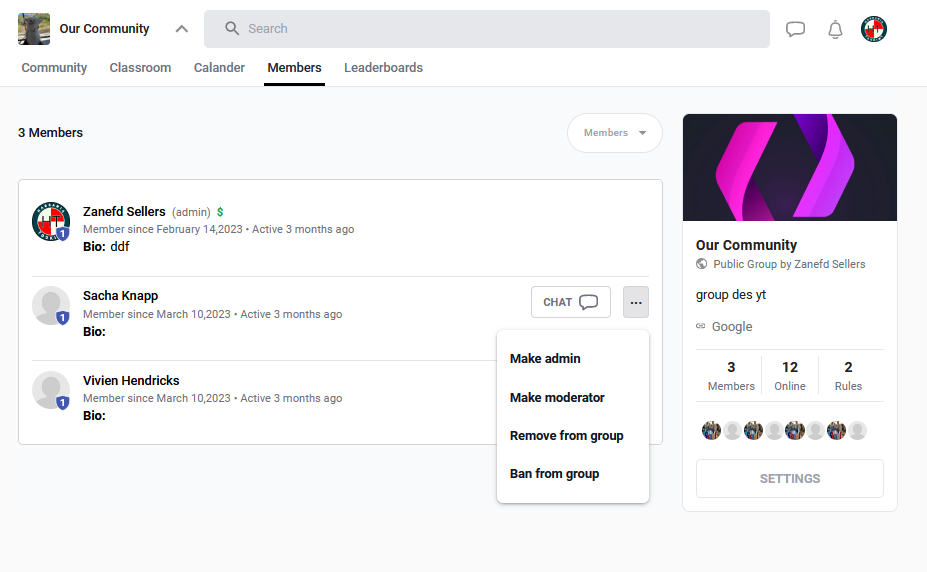 Our Community
Search
Community Classroom Calander Members Leaderboards
3 Members
Members
Zanefd Sellers (admin) $
Member since February 14,2023 • Active 3 months ago
Bio: ddf
1
Sacha Knapp
Member since March 10,2023 • Active 3 months ago
Bio:
1
CHAT
...
Make admin
Make moderator
Remove from group
Ban from group
Vivien Hendricks
Member since March 10,2023 • Active 3 months ago
Bio:
1
Our Community
Public Group by Zanefd Sellers
group des yt
Google
3 12 2
Members Online Rules
SETTINGS